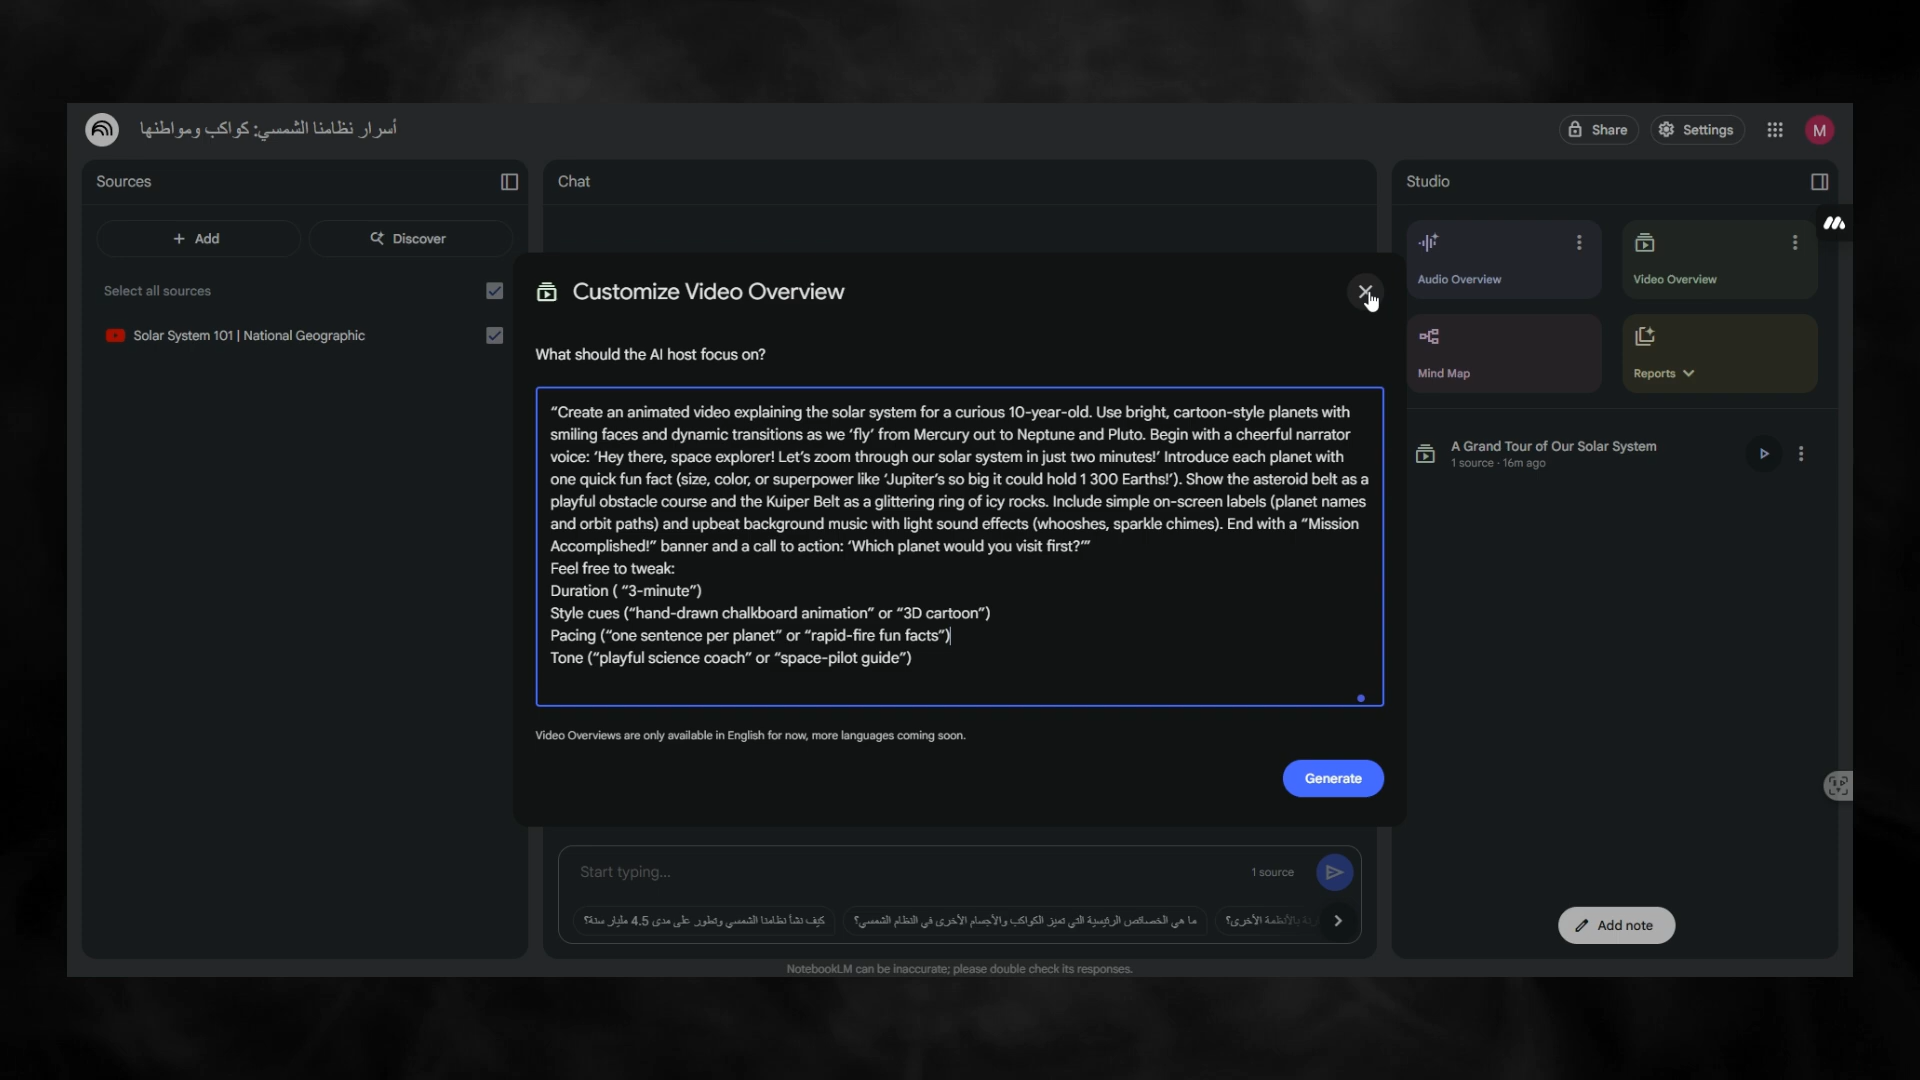 أسرار نظامنا الشمسي: كواكب ومواطنها
Share
Settings
M
Sources
Chat
Studio
+ Add
Discover
Select all sources
Solar System 101 | National Geographic
Customize Video Overview
What should the AI host focus on?
“Create an animated video explaining the solar system for a curious 10-year-old. Use bright, cartoon-style planets with
smiling faces and dynamic transitions as we ‘fly’ from Mercury out to Neptune and Pluto. Begin with a cheerful narrator
voice: ‘Hey there, space explorer! Let’s zoom through our solar system in just two minutes!’ Introduce each planet with
one quick fun fact (size, color, or superpower like ‘Jupiter’s so big it could hold 1 300 Earths!’). Show the asteroid belt as a
playful obstacle course and the Kuiper Belt as a glittering ring of icy rocks. Include simple on-screen labels (planet names
and orbit paths) and upbeat background music with light sound effects (whooshes, sparkle chimes). End with a “Mission
Accomplished!” banner and a call to action: ‘Which planet would you visit first?’”
Feel free to tweak:
Duration ( “3-minute”)
Style cues (“hand-drawn chalkboard animation” or “3D cartoon”)
Pacing (“one sentence per planet” or “rapid-fire fun facts”)
Tone (“playful science coach” or “space-pilot guide”)
Video Overviews are only available in English for now, more languages coming soon.
Generate
Audio Overview
Video Overview
Mind Map
Reports
A Grand Tour of Our Solar System
1 source · 16m ago
Start typing...
1 source
كيف نشأ نظامنا الشمسي وتطور على مدى 4.5 مليار سنة؟
ما هي الخصائص الرئيسية التي تميز الكواكب والأجسام الأخرى في النظام الشمسي؟
بالأنظمة الأخرى؟
Add note
NotebookLM can be inaccurate; please double check its responses.